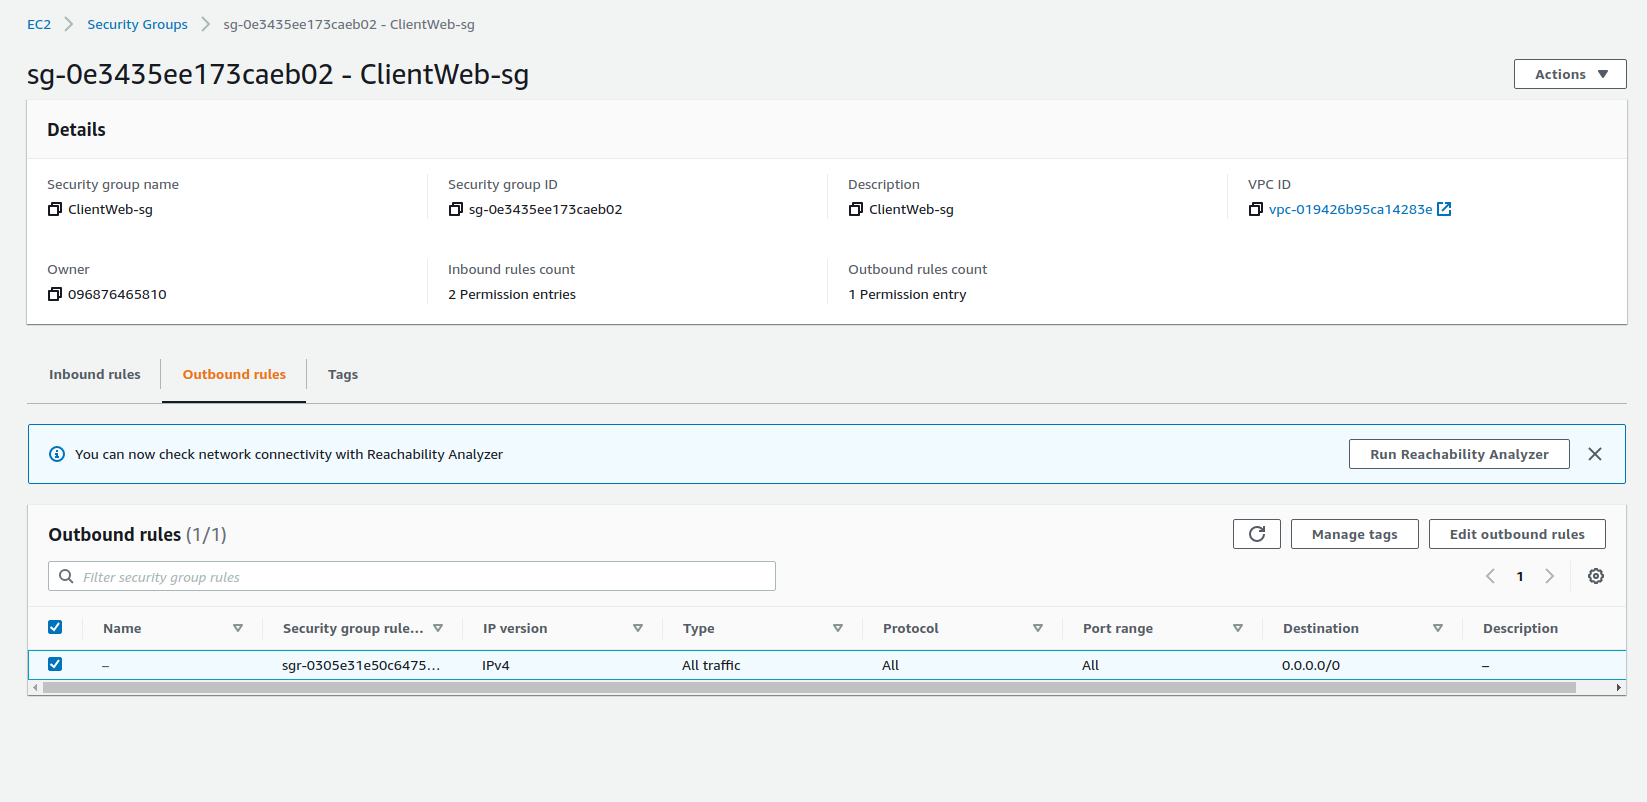 EC2 Security Groups sg-0e3435ee173caeb02 - ClientWeb-sg
sg-0e3435ee173caeb02 - ClientWeb-sg
Actions
Details
Security group name
ClientWeb-sg
Security group ID
sg-0e3435ee173caeb02
Description
ClientWeb-sg
VPC ID
vpc-019426b95ca14283e
Owner
096876465810
Inbound rules count
2 Permission entries
Outbound rules count
1 Permission entry
Inbound rules Outbound rules Tags
You can now check network connectivity with Reachability Analyzer
Run Reachability Analyzer
Outbound rules (1/1)
Manage tags
Edit outbound rules
Filter security group rules
1
Name Security group rule... IP version Type Protocol Port range Destination Description
– sgr-0305e31e50c6475... IPv4 All traffic All All 0.0.0.0/0 –